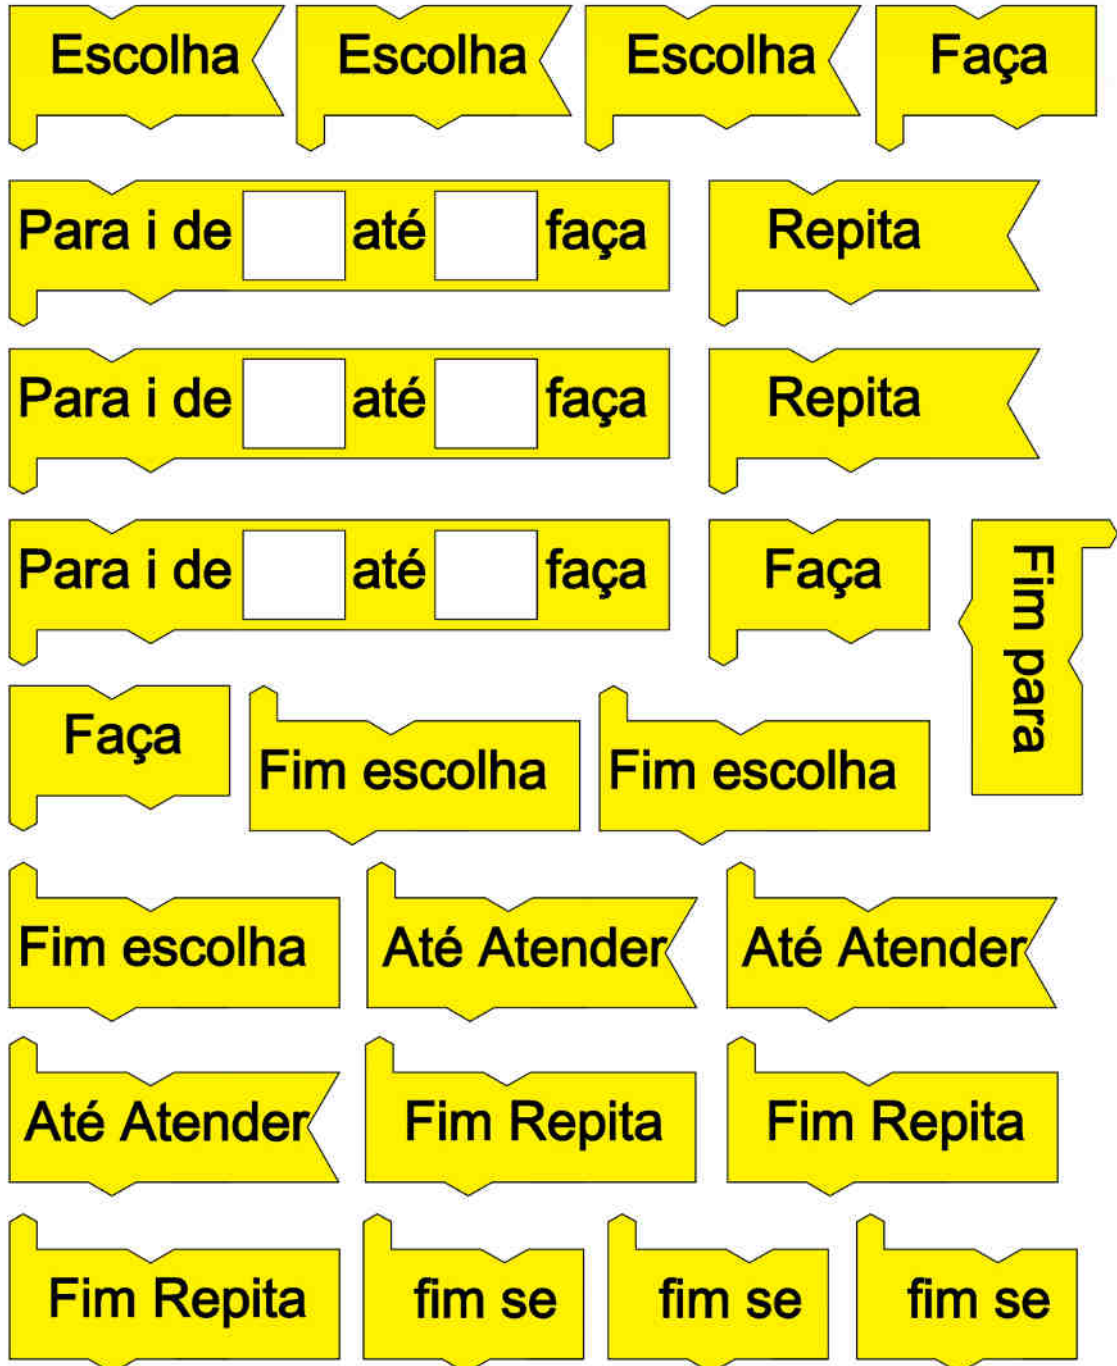 Escolha Escolha Escolha Faça
Para i de até faça Repita
Para i de até faça Repita
Para i de até faça Faça Fim para
Faça Fim escolha Fim escolha
Fim escolha Até Atender Até Atender
Até Atender Fim Repita Fim Repita
Fim Repita fim se fim se fim se